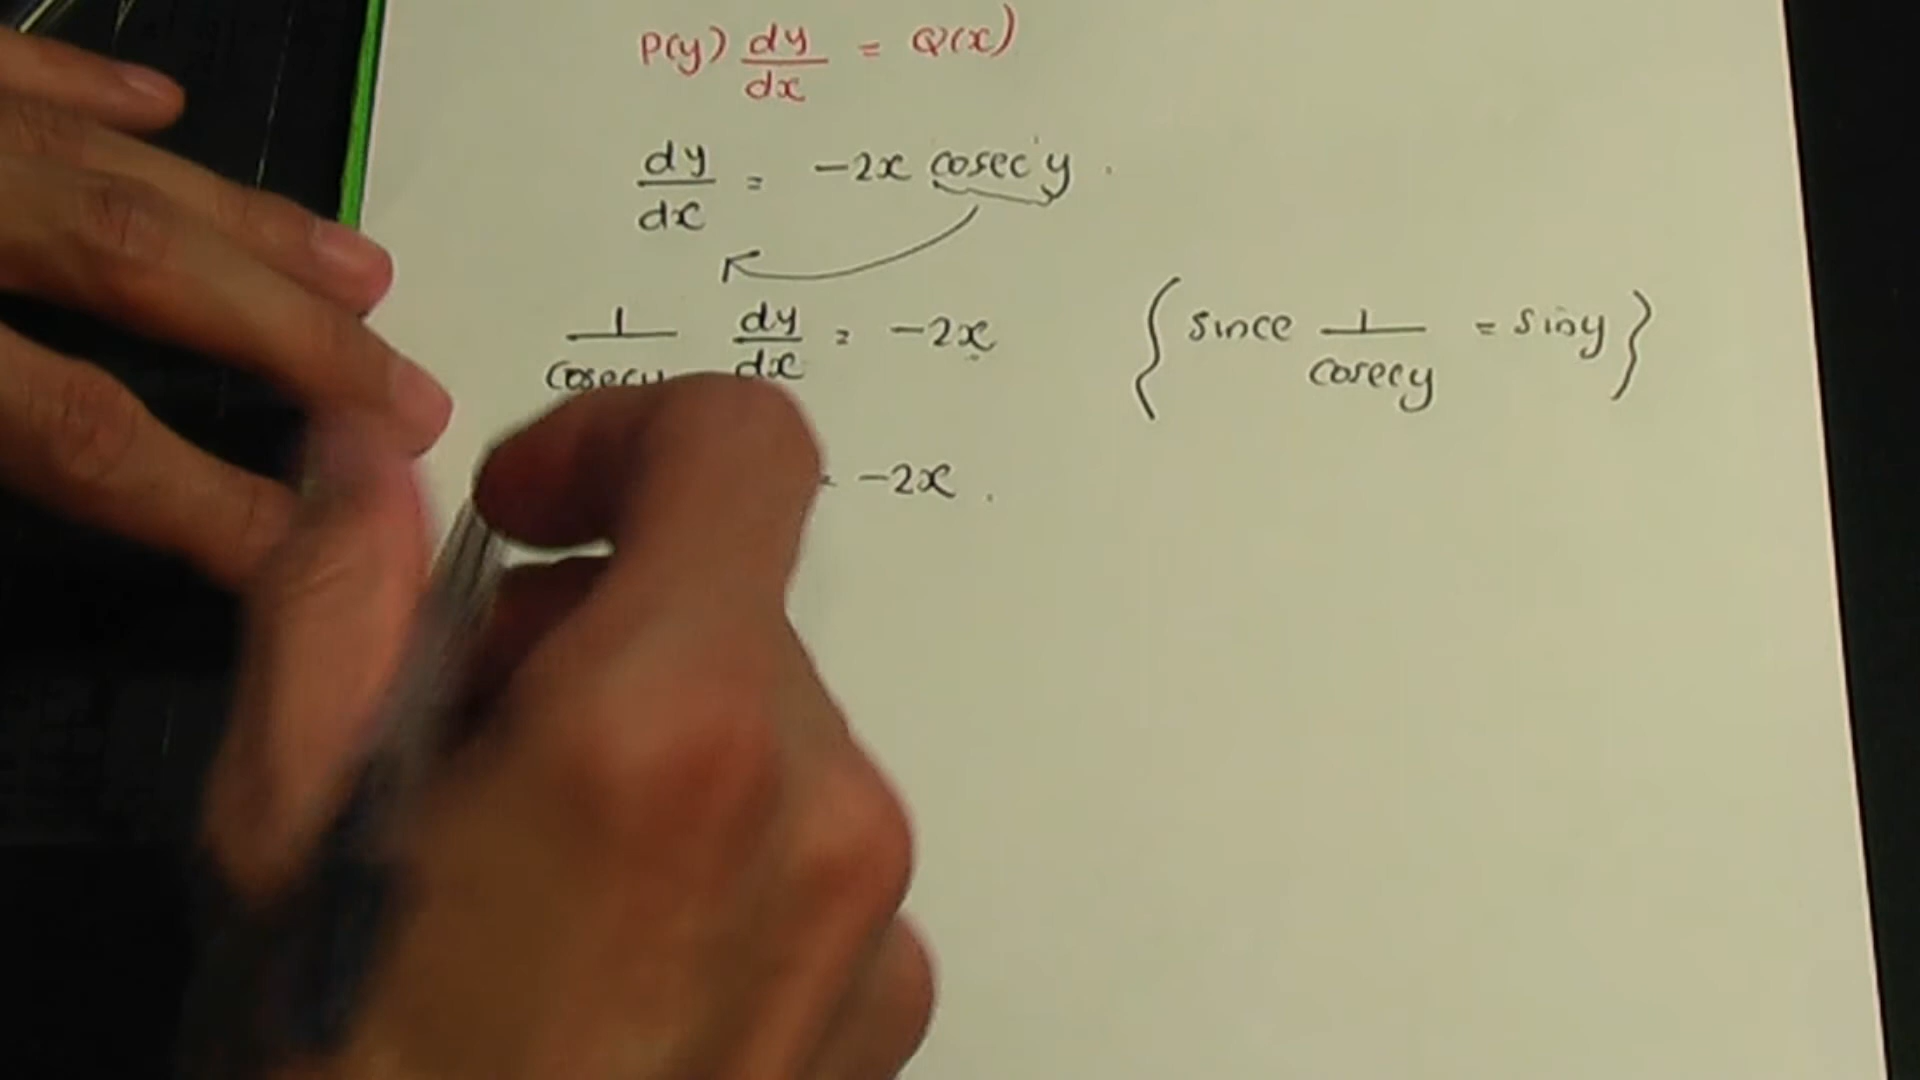 P(y) dy/dx = Q(x)
dy/dx = -2x cosec y.
1/cosecy dy/dx = -2x {since 1/cosecy = siny}
= -2x.